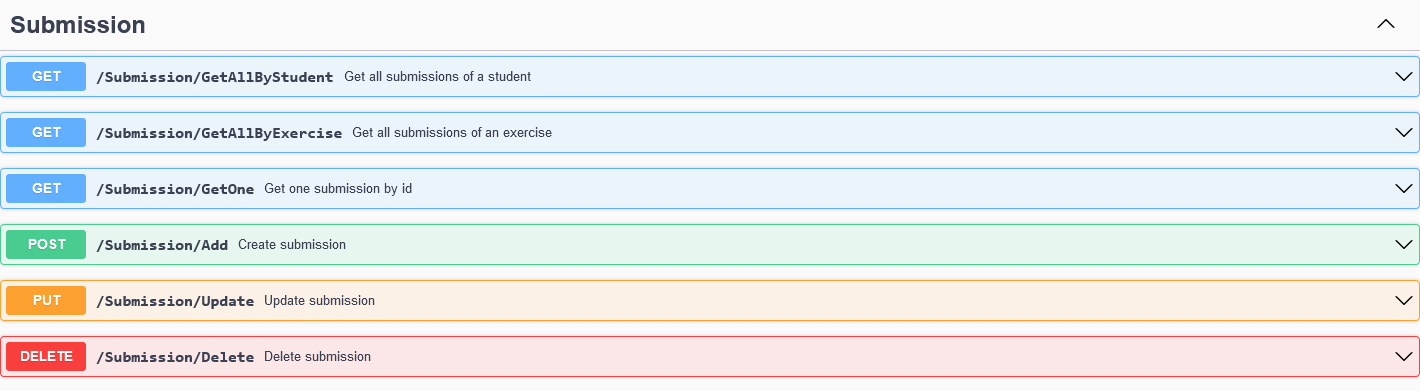 Submission
GET /Submission/GetAllByStudent Get all submissions of a student
GET /Submission/GetAllByExercise Get all submissions of an exercise
GET /Submission/GetOne Get one submission by id
POST /Submission/Add Create submission
PUT /Submission/Update Update submission
DELETE /Submission/Delete Delete submission